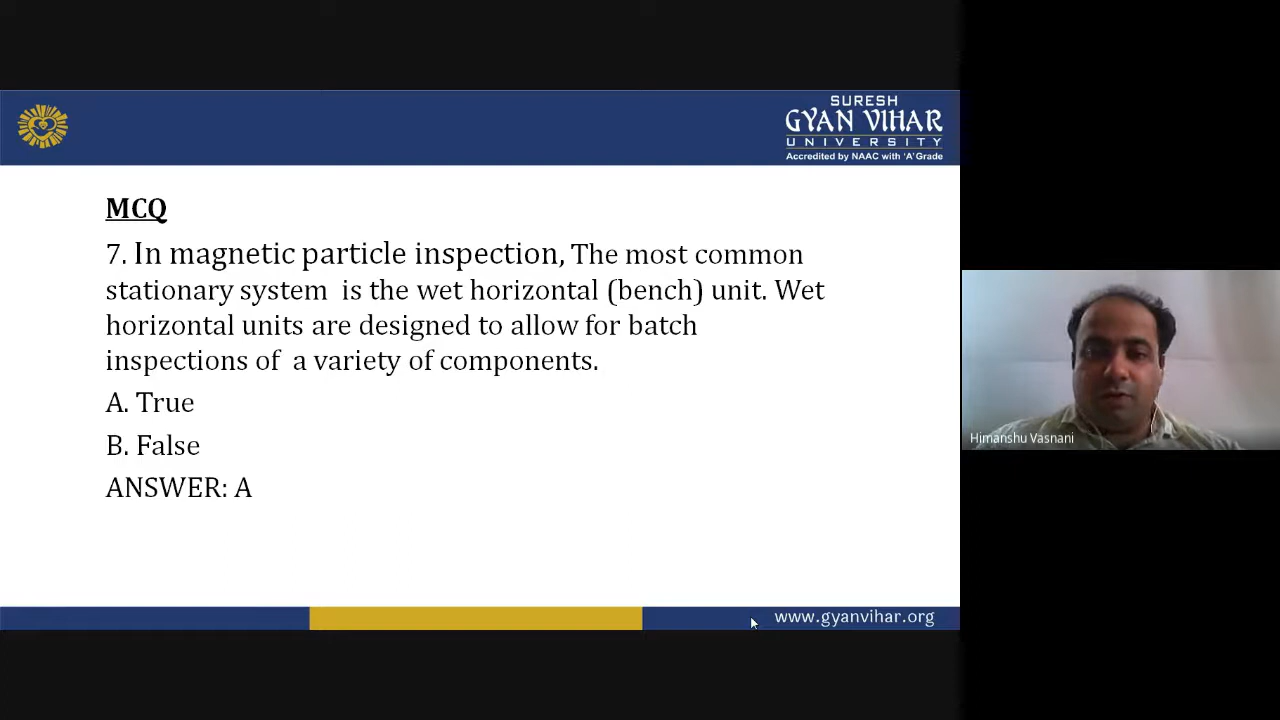 SURESH
GYAN VIHAR
UNIVERSITY
Accredited by NAAC with 'A' Grade
MCQ
7. In magnetic particle inspection, The most common
stationary system is the wet horizontal (bench) unit. Wet
horizontal units are designed to allow for batch
inspections of a variety of components.
A. True
B. False
ANSWER: A
Himanshu Vasnani
www.gyanvihar.org